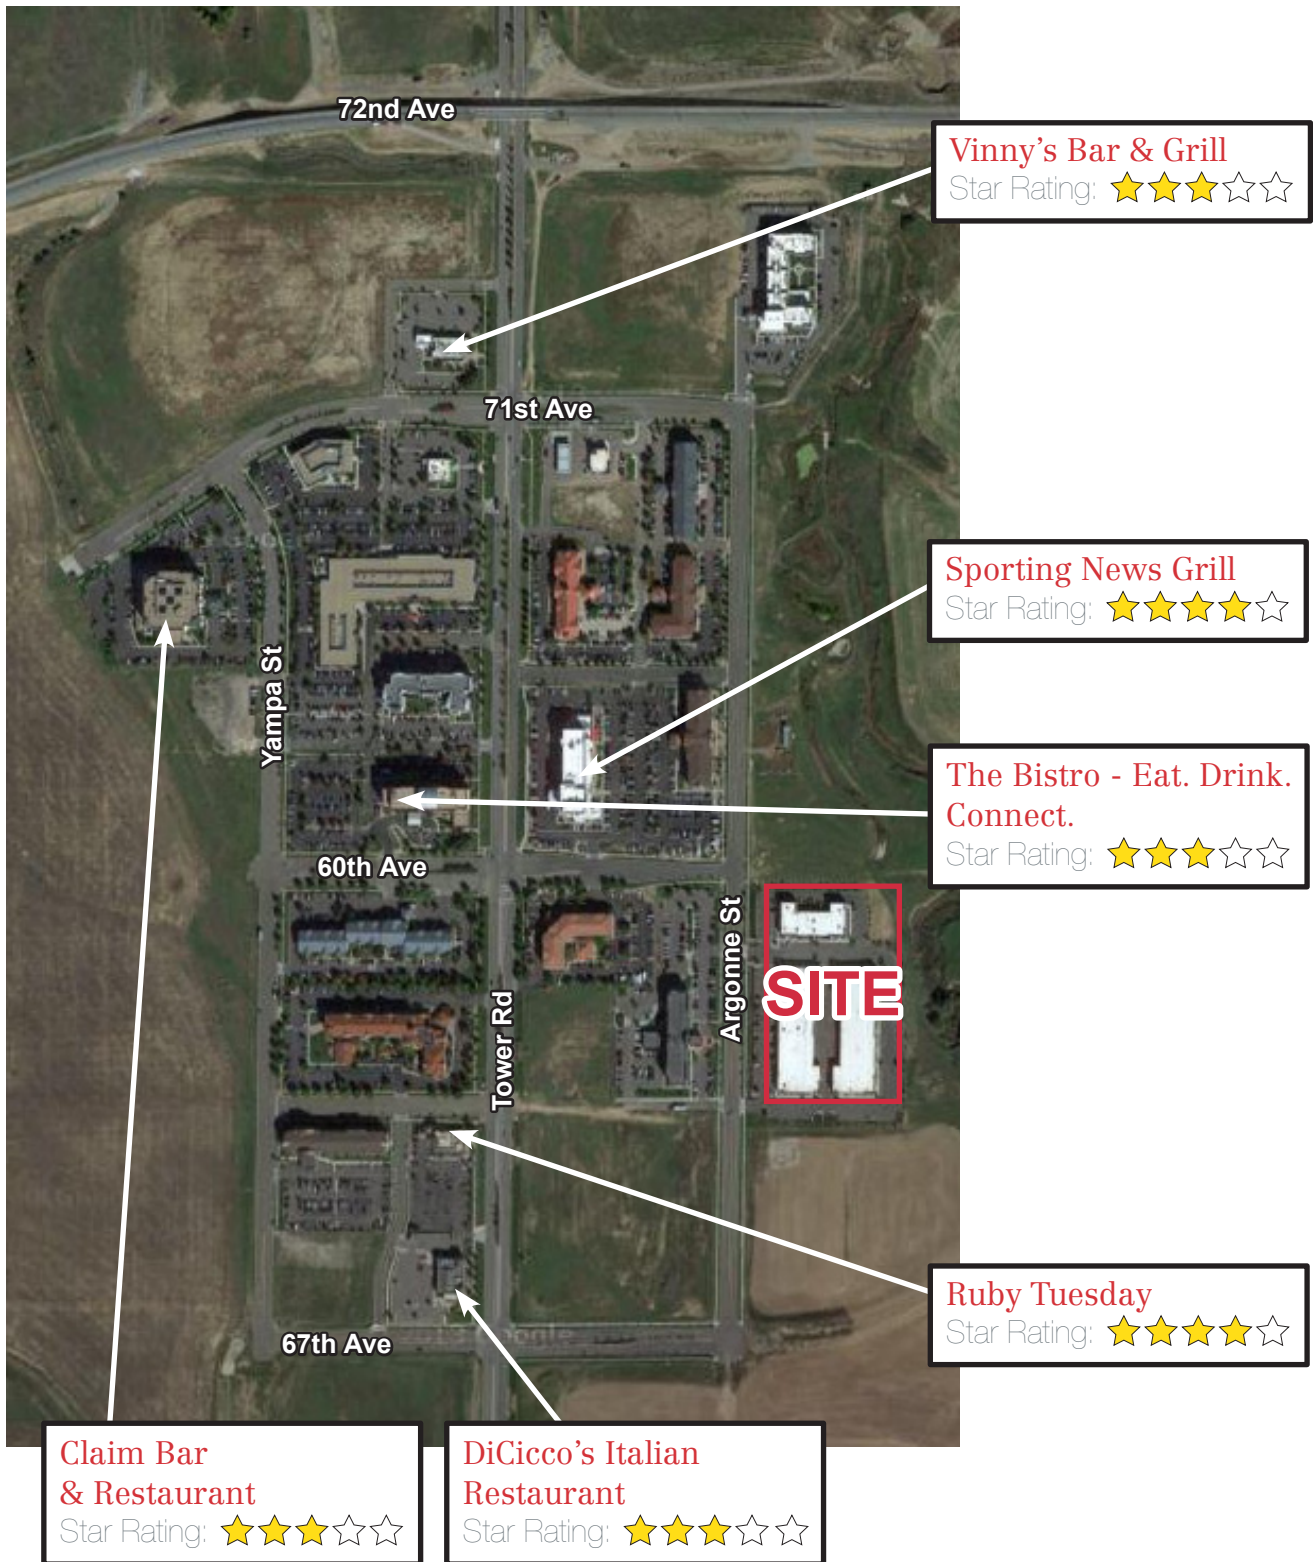 72nd Ave
Vinny's Bar & Grill
Star Rating:
71st Ave
Sporting News Grill
Star Rating:
Yampa St
The Bistro - Eat. Drink.
Connect.
Star Rating:
60th Ave
Argonne St
SITE
Tower Rd
Ruby Tuesday
Star Rating:
67th Ave
Claim Bar
& Restaurant
Star Rating:
DiCicco's Italian
Restaurant
Star Rating: